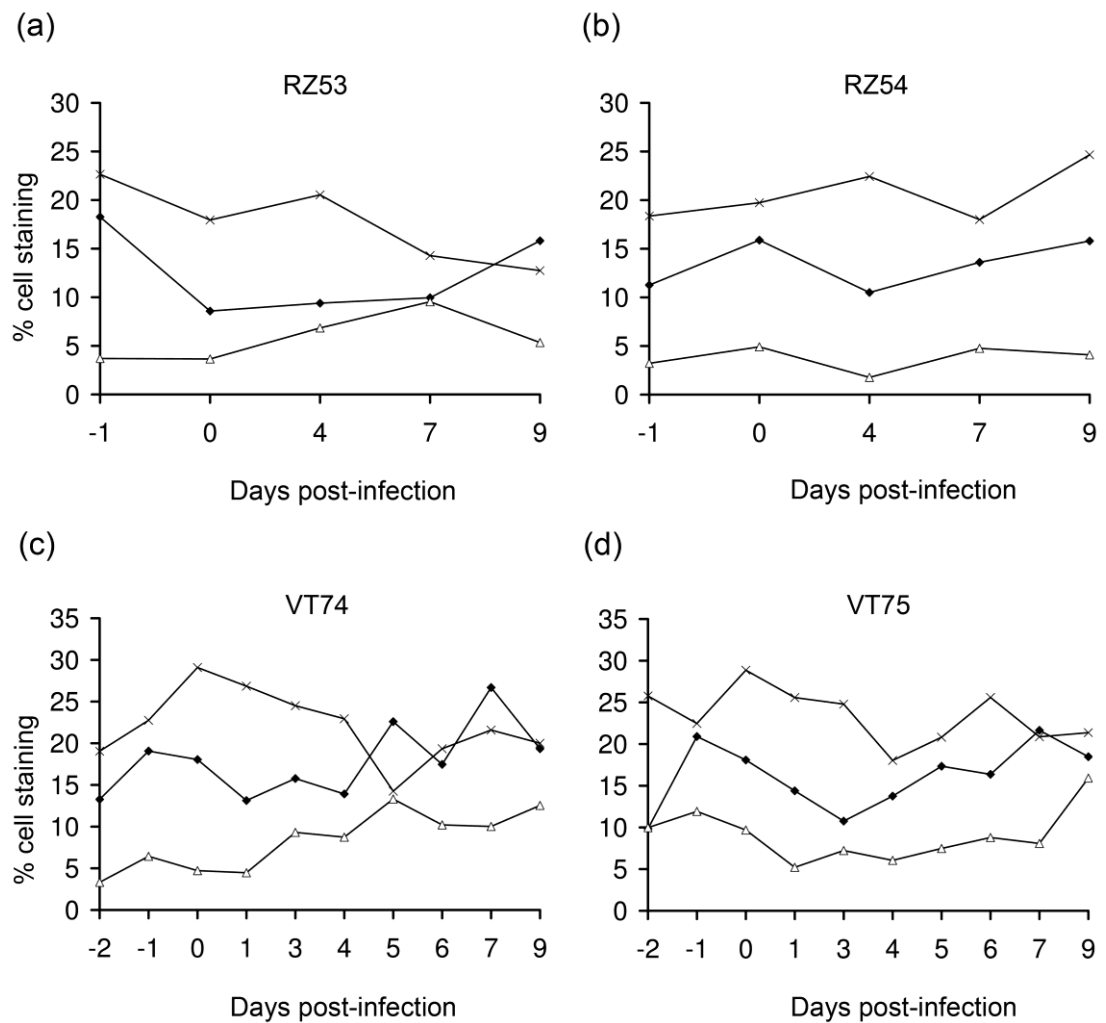 (a)
RZ53
30
25
20
15
10
5
0
% cell staining
-1 0 4 7 9
Days post-infection
(b)
RZ54
30
25
20
15
10
5
0
-1 0 4 7 9
Days post-infection
(c)
VT74
35
30
25
20
15
10
5
0
% cell staining
-2 -1 0 1 3 4 5 6 7 9
Days post-infection
(d)
VT75
35
30
25
20
15
10
5
0
-2 -1 0 1 3 4 5 6 7 9
Days post-infection